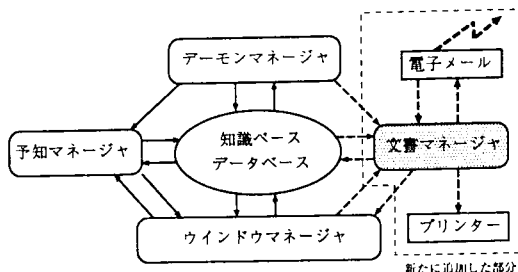 デーモンマネージャ
電子メール
予知マネージャ
知識ベース
データベース
文書マネージャ
ウインドウマネージャ
プリンター
新たに追加した部分